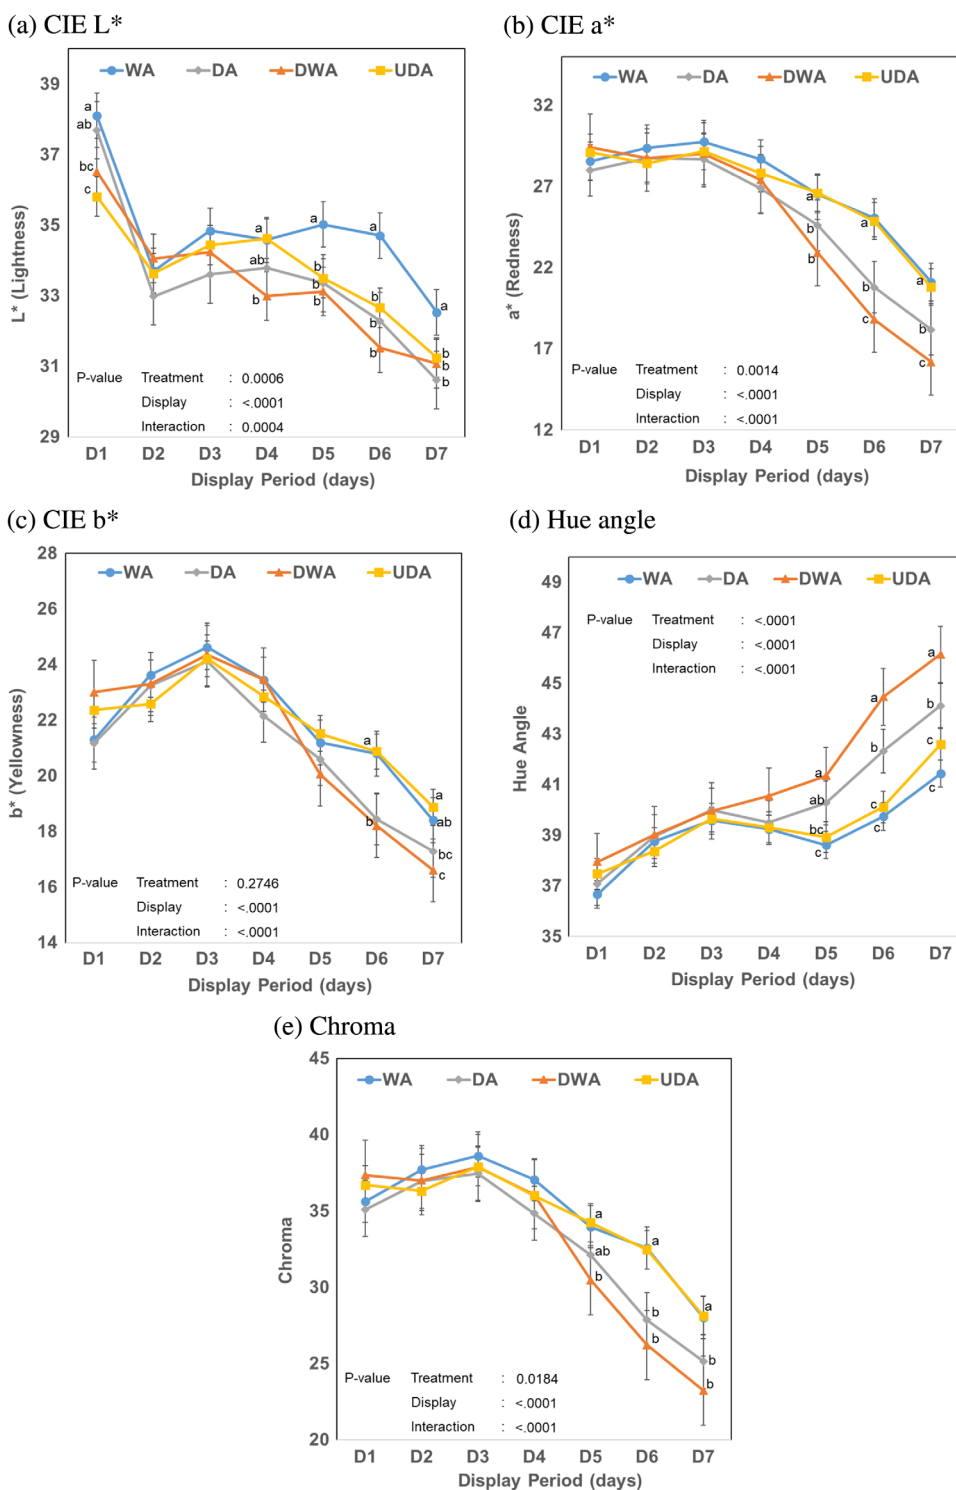 (a) CIE L*
WA DA DWA UDA
39
37
35
33
31
29
L* (Lightness)
a
ab
bc
c
a
ab
b
a
b
b
b
a
b
b
b
a
b
b
b
P-value Treatment : 0.0006
Display : <.0001
Interaction : 0.0004
D1 D2 D3 D4 D5 D6 D7
Display Period (days)
(b) CIE a*
WA DA DWA UDA
32
27
22
17
12
a* (Redness)
a
b
b
a
b
c
a
b
c
P-value Treatment : 0.0014
Display : <.0001
Interaction : <.0001
D1 D2 D3 D4 D5 D6 D7
Display Period (days)
(c) CIE b*
WA DA DWA UDA
28
26
24
22
20
18
16
14
b* (Yellowness)
a
b
a
ab
bc
c
P-value Treatment : 0.2746
Display : <.0001
Interaction : <.0001
D1 D2 D3 D4 D5 D6 D7
Display Period (days)
(d) Hue angle
WA DA DWA UDA
49
47
45
43
41
39
37
35
Hue Angle
P-value Treatment : <.0001
Display : <.0001
Interaction : <.0001
a
ab
bc
c
a
b
c
c
a
b
c
c
D1 D2 D3 D4 D5 D6 D7
Display Period (days)
(e) Chroma
WA DA DWA UDA
45
40
35
30
25
20
Chroma
a
ab
b
a
b
b
a
b
b
P-value Treatment : 0.0184
Display : <.0001
Interaction : <.0001
D1 D2 D3 D4 D5 D6 D7
Display Period (days)